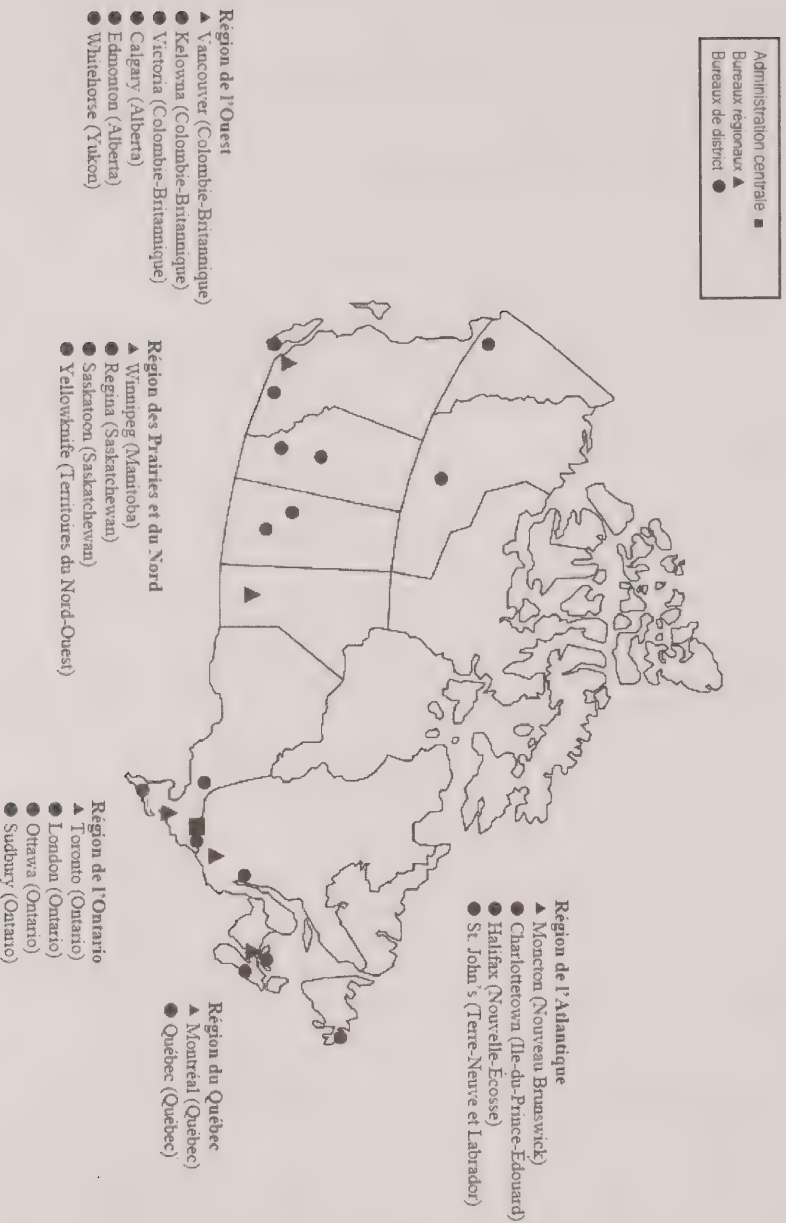 Administration centrale ■
Bureaux régionaux ▲
Bureaux de district ●
Région de l'Ouest
▲ Vancouver (Colombie-Britannique)
● Kelowna (Colombie-Britannique)
● Victoria (Colombie-Britannique)
● Calgary (Alberta)
● Edmonton (Alberta)
● Whitehorse (Yukon)
Région des Prairies et du Nord
▲ Winnipeg (Manitoba)
● Regina (Saskatchewan)
● Saskatoon (Saskatchewan)
● Yellowknife (Territoires du Nord-Ouest)
Région de l'Ontario
▲ Toronto (Ontario)
● London (Ontario)
● Ottawa (Ontario)
● Sudbury (Ontario)
Région du Québec
▲ Montréal (Québec)
● Québec (Québec)
Région de l'Atlantique
▲ Moncton (Nouveau Brunswick)
● Charlottetown (Ile-du-Prince-Édouard)
● Halifax (Nouvelle-Écosse)
● St. John's (Terre-Neuve et Labrador)